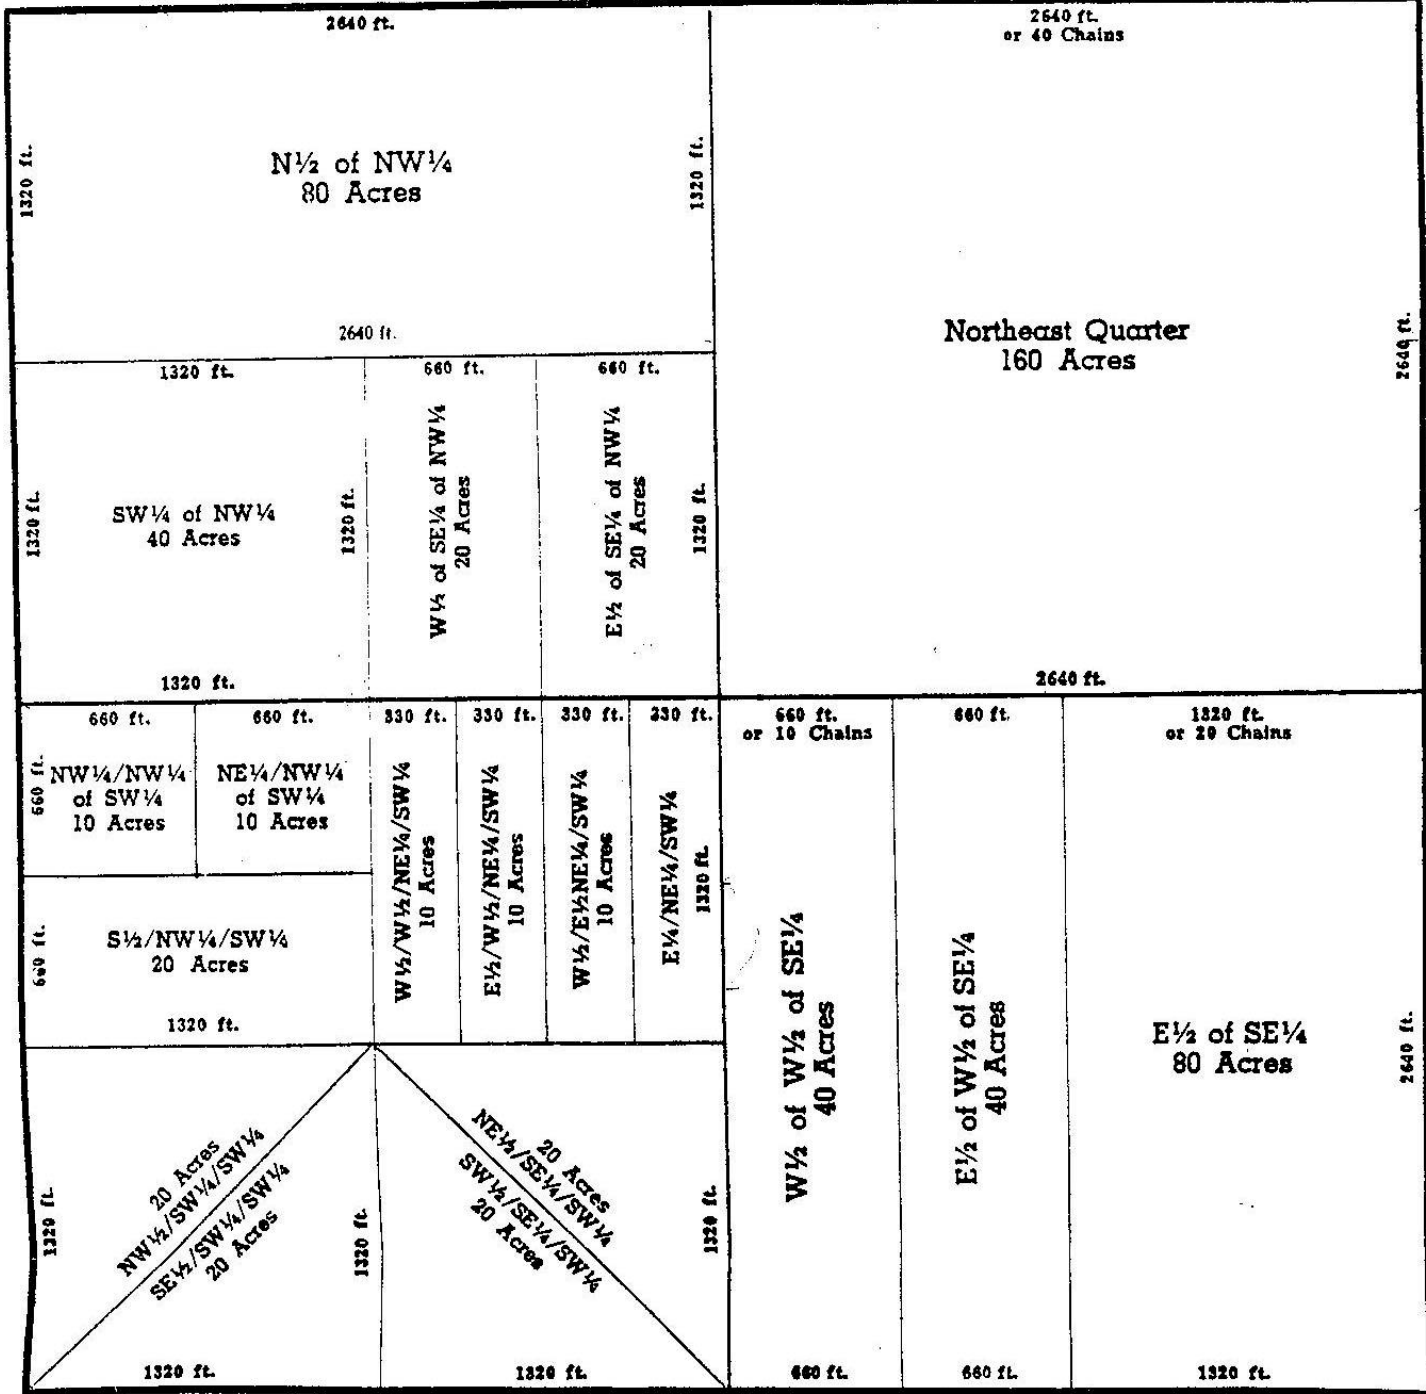 2640 ft.
1320 ft.
N½ of NW¼
80 Acres
1320 ft.
2640 ft.
2640 ft.
or 40 Chains
Northeast Quarter
160 Acres
2640 ft.
2640 ft.
1320 ft.
1320 ft.
SW¼ of NW¼
40 Acres
1320 ft.
1320 ft.
660 ft.
W½ of SE¼ of NW¼
20 Acres
660 ft.
E½ of SE¼ of NW¼
20 Acres
1320 ft.
660 ft.
660 ft.
NW¼/NW¼
of SW¼
10 Acres
660 ft.
NE¼/NW¼
of SW¼
10 Acres
660 ft.
S½/NW¼/SW¼
20 Acres
1320 ft.
330 ft.
W½/W½/NE¼/SW¼
10 Acres
330 ft.
E½/W½/NE¼/SW¼
10 Acres
330 ft.
W½/E½NE¼/SW¼
10 Acres
330 ft.
E¼/NE¼/SW¼
1320 ft.
1320 ft.
20 Acres
NW½/SW¼/SW¼
SE½/SW¼/SW¼
20 Acres
1320 ft.
1320 ft.
20 Acres
NE½/SE¼/SW¼
SW½/SE¼/SW¼
20 Acres
1320 ft.
1320 ft.
660 ft.
or 10 Chains
W½ of W½ of SE¼
40 Acres
660 ft.
660 ft.
E½ of W½ of SE¼
40 Acres
660 ft.
1320 ft.
or 20 Chains
E½ of SE¼
80 Acres
2640 ft.
1320 ft.